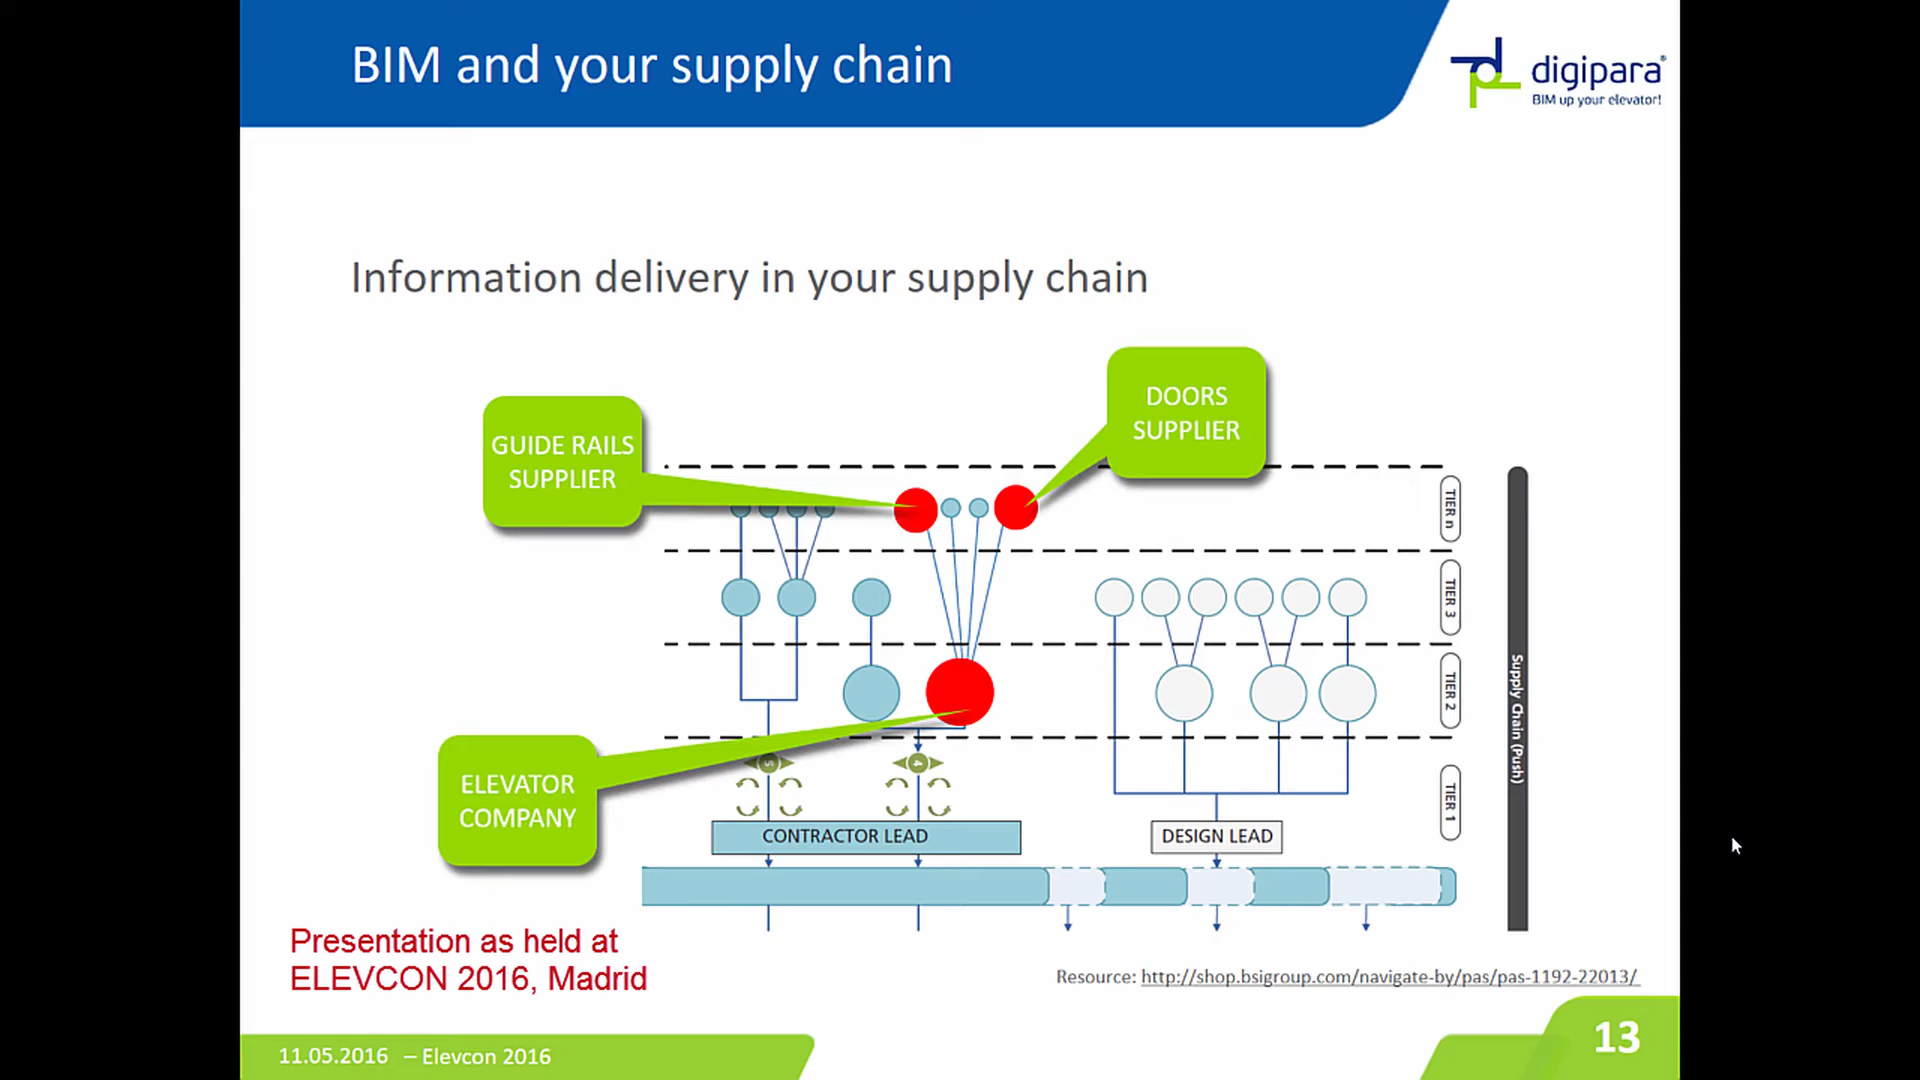 BIM and your supply chain
digipara®
BIM up your elevator!
Information delivery in your supply chain
DOORS
SUPPLIER
GUIDE RAILS
SUPPLIER
TIER n
TIER 3
TIER 2
TIER 1
Supply Chain (Push)
ELEVATOR
COMPANY
5
4
CONTRACTOR LEAD
DESIGN LEAD
Presentation as held at
ELEVCON 2016, Madrid
Resource: http://shop.bsigroup.com/navigate-by/pas/pas-1192-22013/
11.05.2016 – Elevcon 2016
13